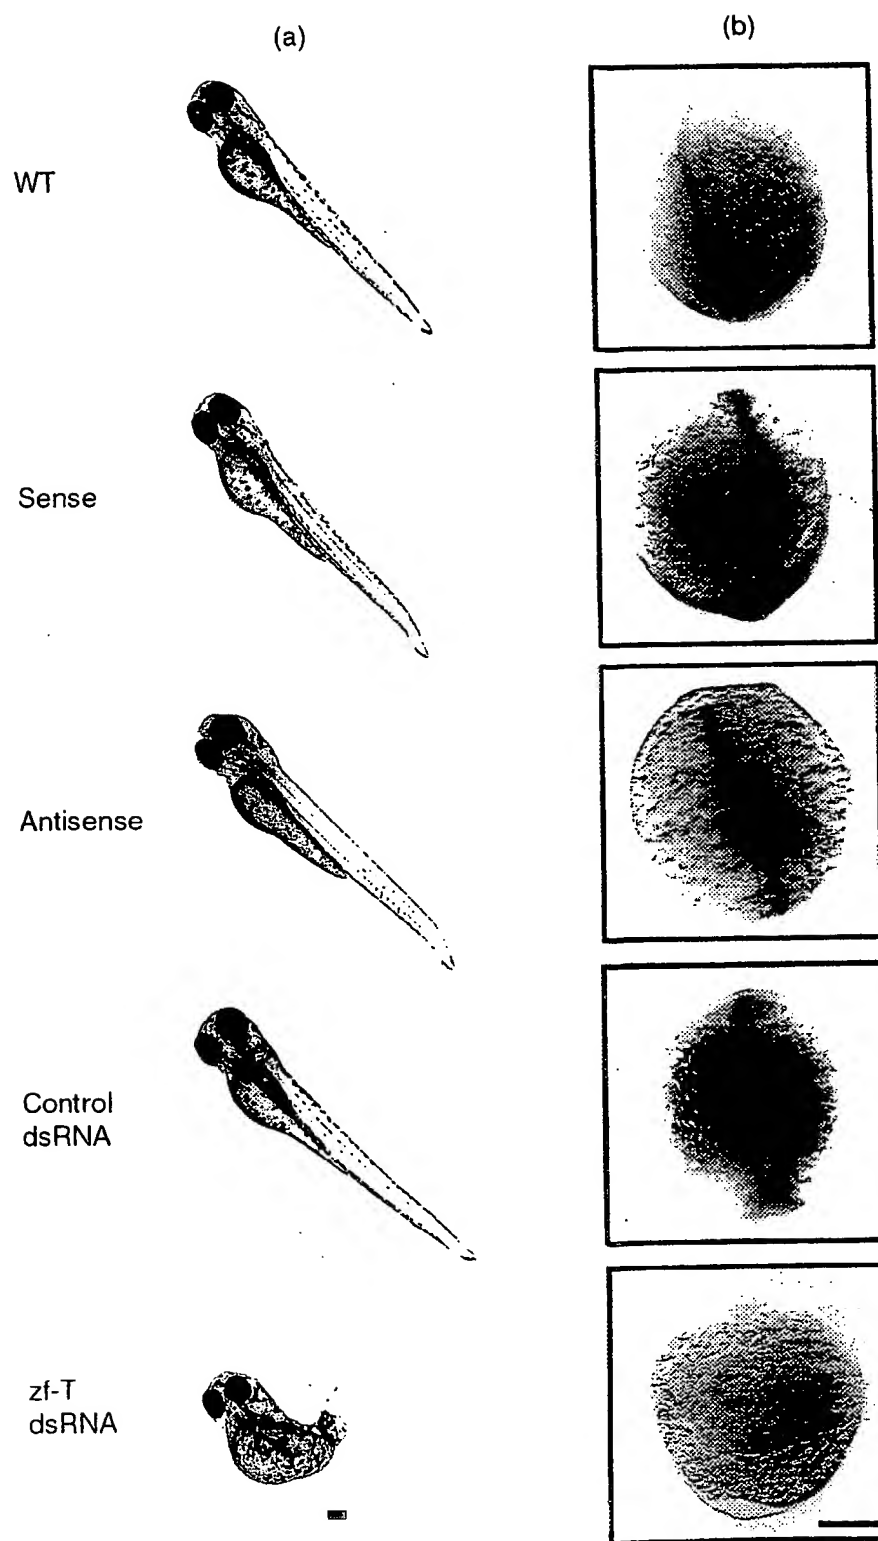 (a)
(b)
WT
Sense
Antisense
Control
dsRNA
zf-T
dsRNA